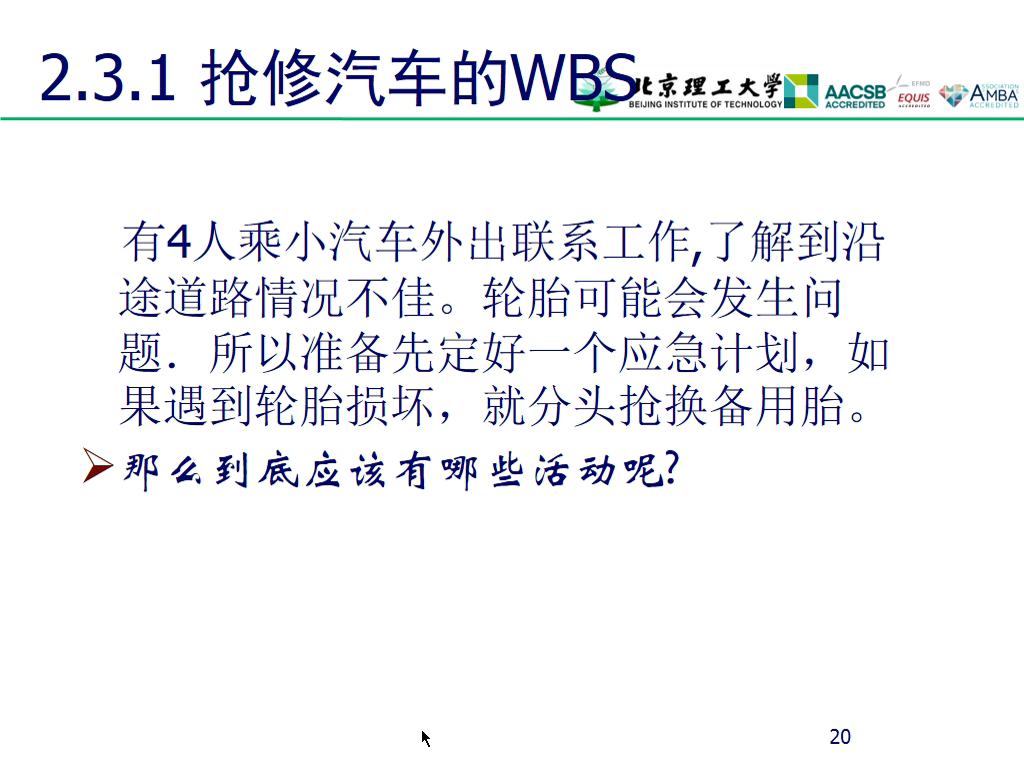 2.3.1 抢修汽车的WBS
北京理工大学
BEIJING INSTITUTE OF TECHNOLOGY
AACSB
ACCREDITED
EFMD
EQUIS
ACCREDITED
ASSOCIATION
AMBA
ACCREDITED
有4人乘小汽车外出联系工作,了解到沿
途道路情况不佳。轮胎可能会发生问
题．所以准备先定好一个应急计划，如
果遇到轮胎损坏，就分头抢换备用胎。
那么到底应该有哪些活动呢?
20